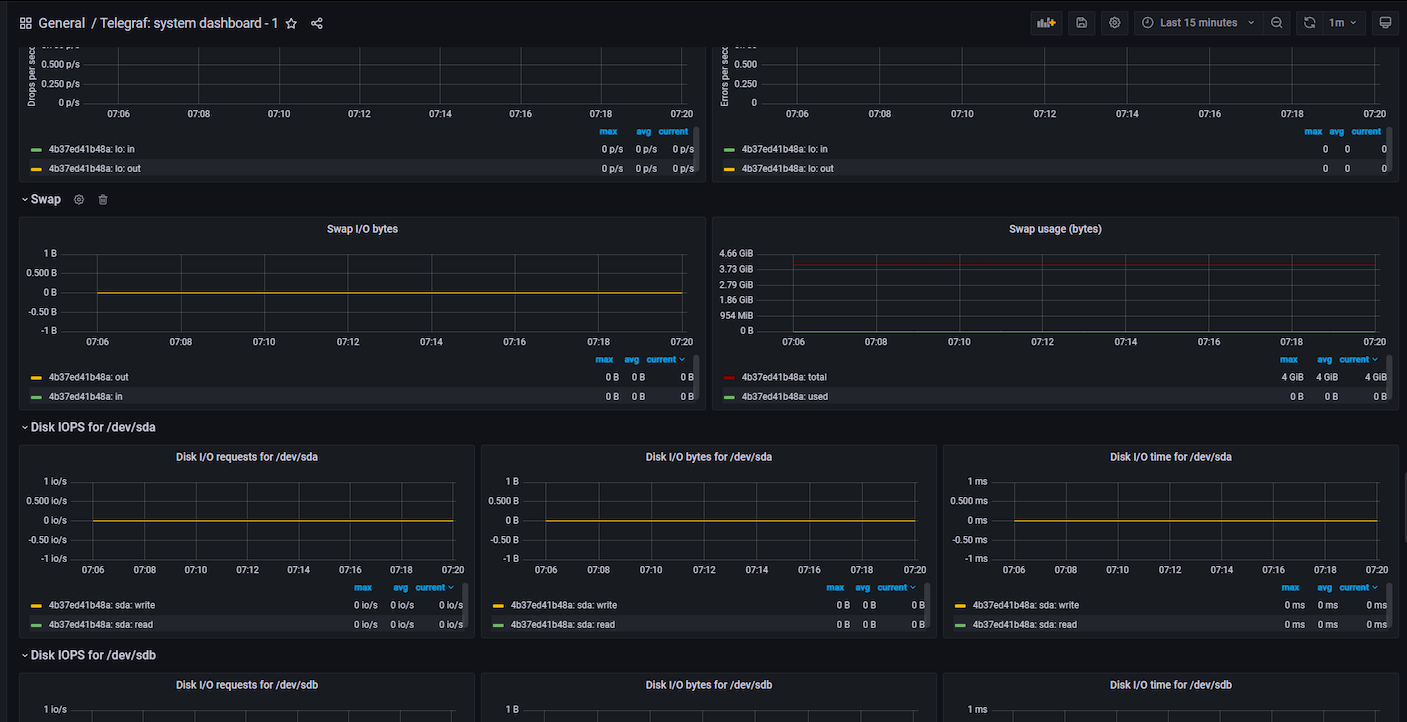 General / Telegraf: system dashboard - 1
Last 15 minutes
1m
Drops per seco
0.500 p/s
0.250 p/s
0 p/s
07:06 07:08 07:10 07:12 07:14 07:16 07:18 07:20
max avg current
4b37ed41b48a: lo: in 0 p/s 0 p/s 0 p/s
4b37ed41b48a: lo: out 0 p/s 0 p/s 0 p/s
Errors per sec
0.500
0.250
0
07:06 07:08 07:10 07:12 07:14 07:16 07:18 07:20
max avg current
4b37ed41b48a: lo: in 0 0 0
4b37ed41b48a: lo: out 0 0 0
Swap
Swap I/O bytes
1 B
0.500 B
0 B
-0.50 B
-1 B
07:06 07:08 07:10 07:12 07:14 07:16 07:18 07:20
max avg current
4b37ed41b48a: out 0 B 0 B 0 B
4b37ed41b48a: in 0 B 0 B 0 B
Swap usage (bytes)
4.66 GiB
3.73 GiB
2.79 GiB
1.86 GiB
954 MiB
0 B
07:06 07:08 07:10 07:12 07:14 07:16 07:18 07:20
max avg current
4b37ed41b48a: total 4 GiB 4 GiB 4 GiB
4b37ed41b48a: used 0 B 0 B 0 B
Disk IOPS for /dev/sda
Disk I/O requests for /dev/sda
1 io/s
0.500 io/s
0 io/s
-0.50 io/s
-1 io/s
07:06 07:08 07:10 07:12 07:14 07:16 07:18 07:20
max avg current
4b37ed41b48a: sda: write 0 io/s 0 io/s 0 io/s
4b37ed41b48a: sda: read 0 io/s 0 io/s 0 io/s
Disk I/O bytes for /dev/sda
1 B
0.500 B
0 B
-0.50 B
-1 B
07:06 07:08 07:10 07:12 07:14 07:16 07:18 07:20
max avg current
4b37ed41b48a: sda: write 0 B 0 B 0 B
4b37ed41b48a: sda: read 0 B 0 B 0 B
Disk I/O time for /dev/sda
1 ms
0.500 ms
0 ms
-0.50 ms
-1 ms
07:06 07:08 07:10 07:12 07:14 07:16 07:18 07:20
max avg current
4b37ed41b48a: sda: write 0 ms 0 ms 0 ms
4b37ed41b48a: sda: read 0 ms 0 ms 0 ms
Disk IOPS for /dev/sdb
Disk I/O requests for /dev/sdb
1 io/s
Disk I/O bytes for /dev/sdb
1 B
Disk I/O time for /dev/sdb
1 ms